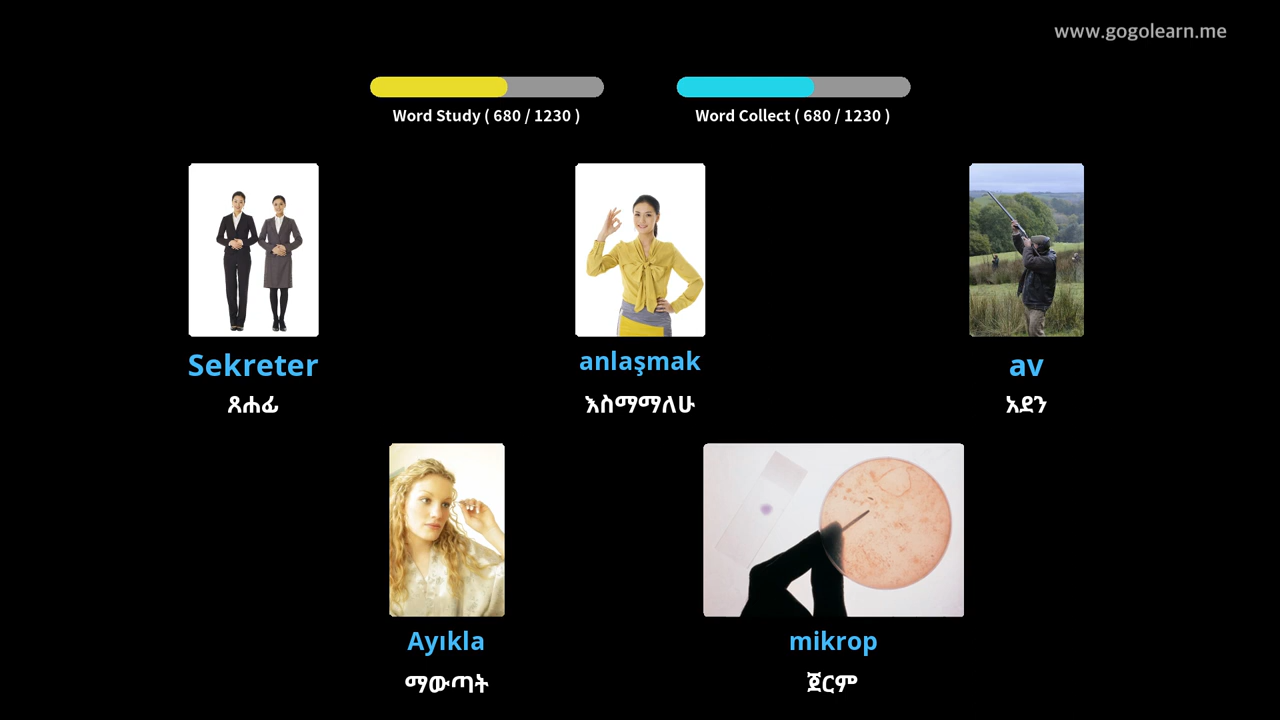 www.gogolearn.me
Word Study ( 680 / 1230 )
Word Collect ( 680 / 1230 )
Sekreter
ጸሐፊ
anlaşmak
እስማማለሁ
av
አደን
Ayıkla
ማውጣት
mikrop
ጀርም